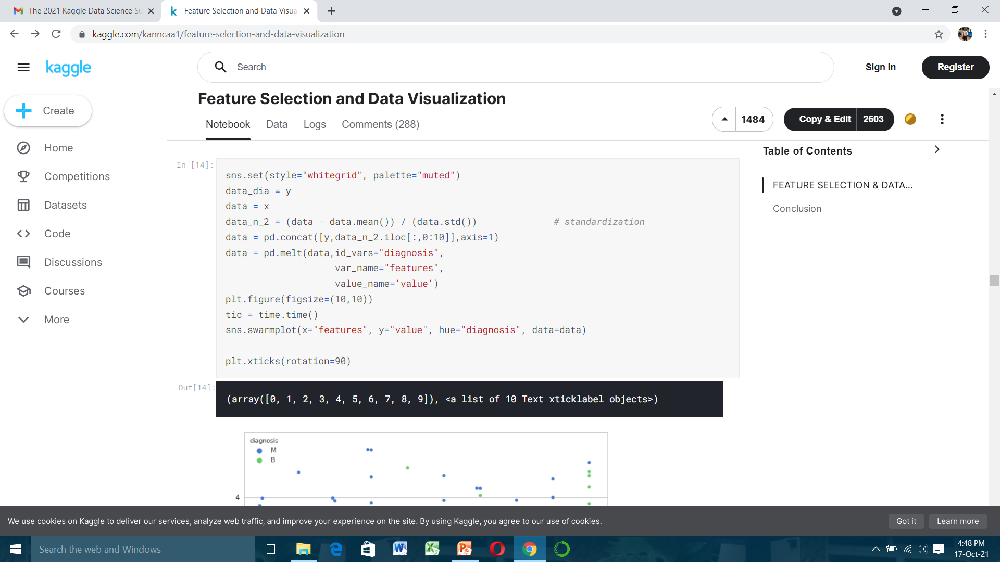 The 2021 Kaggle Data Science Su
Feature Selection and Data Visua
kaggle.com/kanncaa1/feature-selection-and-data-visualization
kaggle
Search
Sign In
Register
Create
Home
Competitions
Datasets
Code
Discussions
Courses
More
Feature Selection and Data Visualization
Notebook Data Logs Comments (288)
1484
Copy & Edit 2603
Table of Contents
FEATURE SELECTION & DATA...
Conclusion
In [14]:
sns.set(style="whitegrid", palette="muted")
data_dia = y
data = x
data_n_2 = (data - data.mean()) / (data.std())              # standardization
data = pd.concat([y,data_n_2.iloc[:,0:10]],axis=1)
data = pd.melt(data,id_vars="diagnosis",
                    var_name="features",
                    value_name='value')
plt.figure(figsize=(10,10))
tic = time.time()
sns.swarmplot(x="features", y="value", hue="diagnosis", data=data)
plt.xticks(rotation=90)
Out[14]:
(array([0, 1, 2, 3, 4, 5, 6, 7, 8, 9]), <a list of 10 Text xticklabel objects>)
diagnosis
M
B
4
We use cookies on Kaggle to deliver our services, analyze web traffic, and improve your experience on the site. By using Kaggle, you agree to our use of cookies.
Got it
Learn more
Search the web and Windows
4:48 PM
17-Oct-21